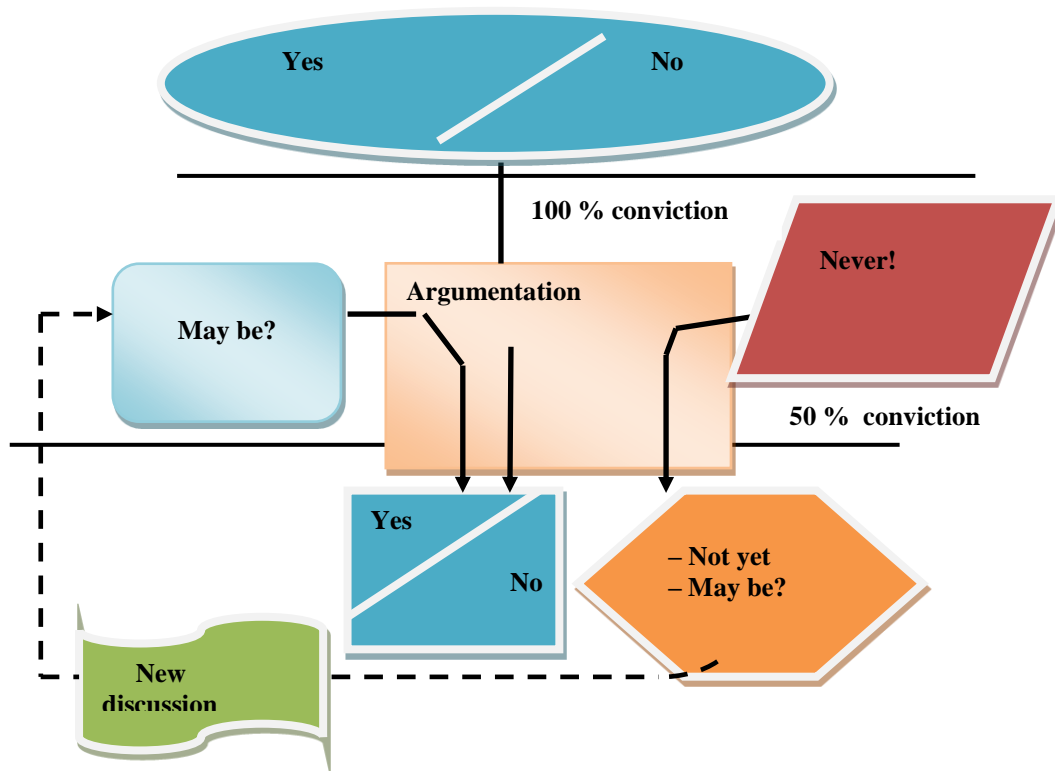 Yes
No
100 % conviction
Never!
Argumentation
May be?
50 %  conviction
Yes
No
– Not yet
– May be?
New
discussion